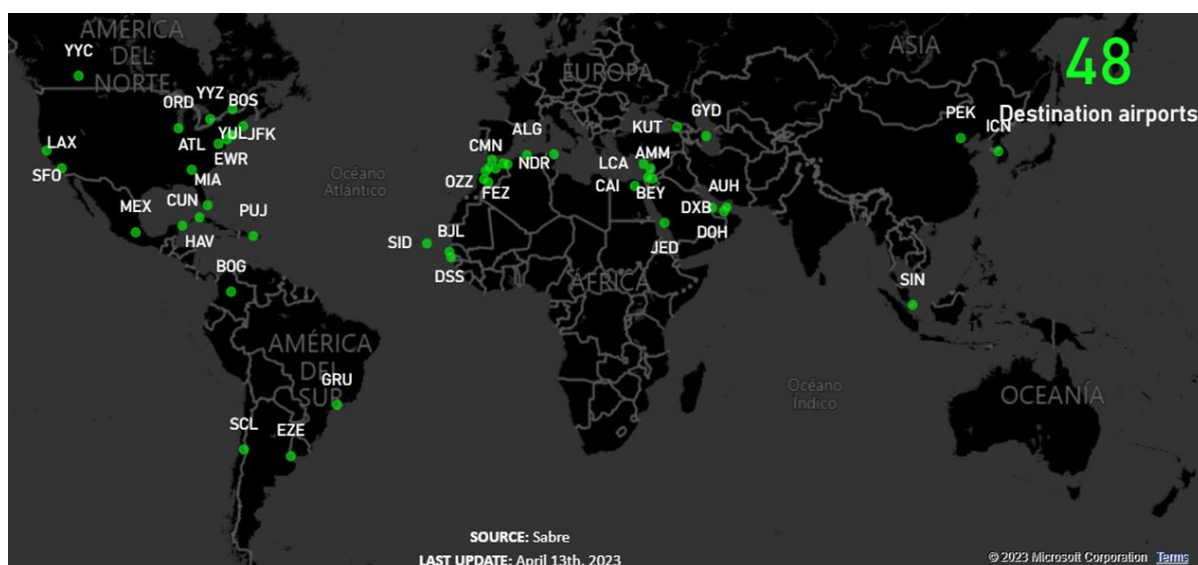 AMÉRICA
DEL
NORTE
YYC
ORD
YYZ
BOS
ATL
YUL
JFK
EWR
LAX
SFO
MIA
MEX
CUN
PUJ
HAV
BOG
AMÉRICA
DEL
SUR
GRU
SCL
EZE
Océano
Atlántico
SID
BJL
DSS
EUROPA
ALG
CMN
NDR
OZZ
FEZ
KUT
GYD
LCA
AMM
CAI
BEY
AUH
DXB
DOH
JED
ÁFRICA
ASIA
48
Destination airports
PEK
ICN
SIN
Océano
Índico
OCEANÍA
SOURCE: Sabre
LAST UPDATE: April 13th, 2023
© 2023 Microsoft Corporation Terms